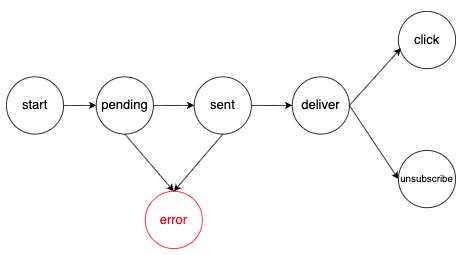 click
start
pending
sent
deliver
unsubscribe
error